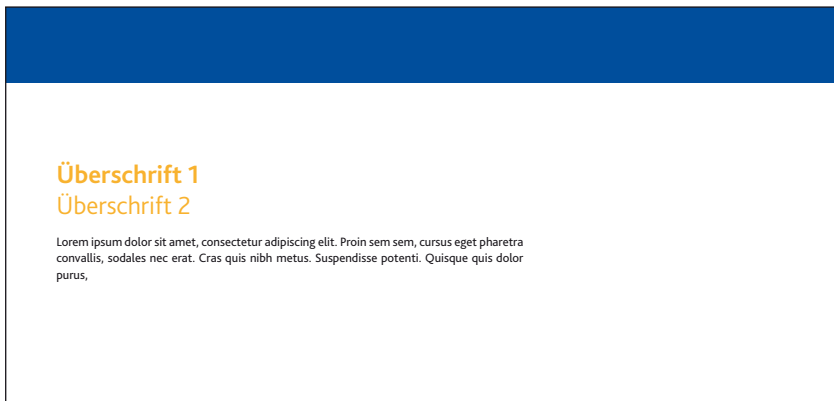 Überschrift 1
Überschrift 2
Lorem ipsum dolor sit amet, consectetur adipiscing elit. Proin sem sem, cursus eget pharetra
convallis, sodales nec erat. Cras quis nibh metus. Suspendisse potenti. Quisque quis dolor
purus,